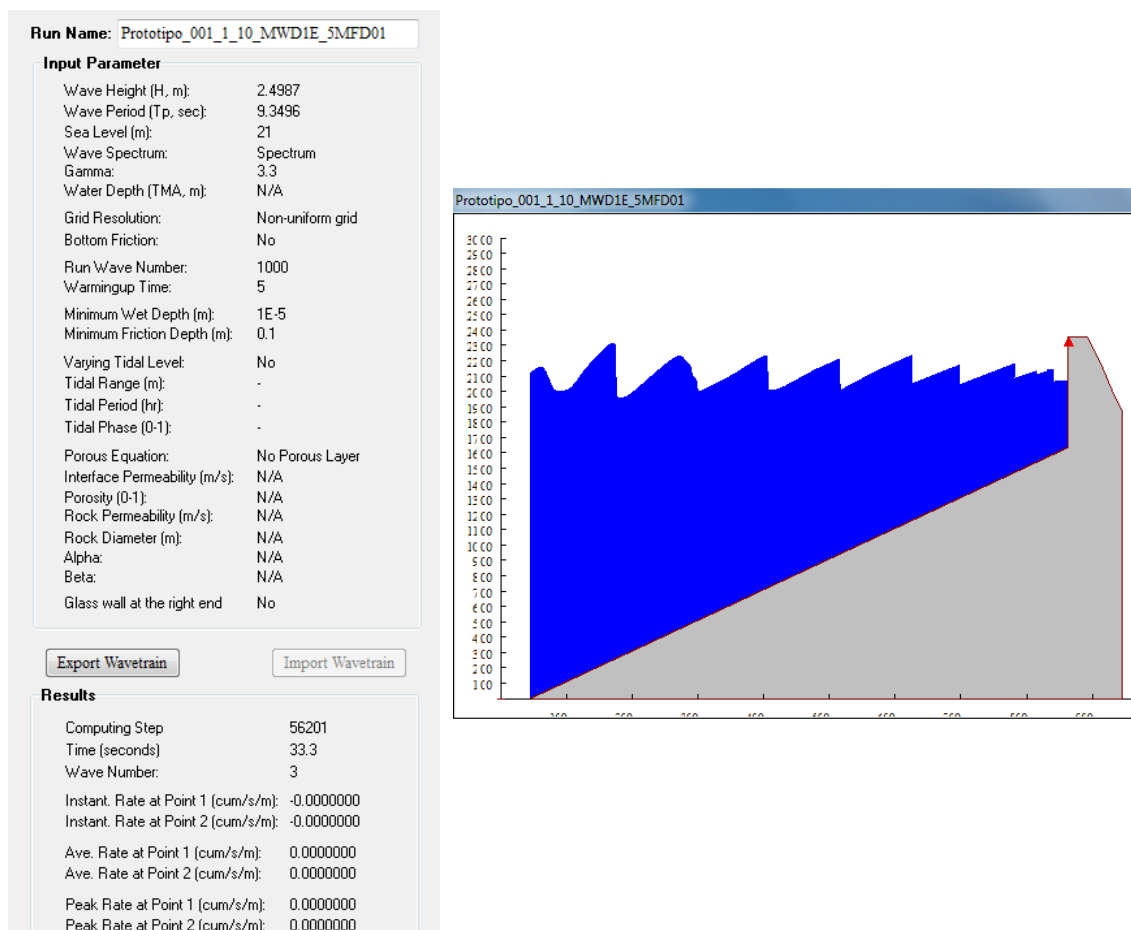 Run Name: Prototipo_001_1_10_MWD1E_5MFD01
Input Parameter
Wave Height (H, m): 2.4987
Wave Period (Tp, sec): 9.3496
Sea Level (m): 21
Wave Spectrum: Spectrum
Gamma: 3.3
Water Depth (TMA, m): N/A
Grid Resolution: Non-uniform grid
Bottom Friction: No
Run Wave Number: 1000
Warmingup Time: 5
Minimum Wet Depth (m): 1E-5
Minimum Friction Depth (m): 0.1
Varying Tidal Level: No
Tidal Range (m): -
Tidal Period (hr): -
Tidal Phase (0-1): -
Porous Equation: No Porous Layer
Interface Permeability (m/s): N/A
Porosity (0-1): N/A
Rock Permeability (m/s): N/A
Rock Diameter (m): N/A
Alpha: N/A
Beta: N/A
Glass wall at the right end No
Export Wavetrain Import Wavetrain
Results
Computing Step 56201
Time (seconds) 33.3
Wave Number: 3
Instant. Rate at Point 1 (cum/s/m): -0.0000000
Instant. Rate at Point 2 (cum/s/m): -0.0000000
Ave. Rate at Point 1 (cum/s/m): 0.0000000
Ave. Rate at Point 2 (cum/s/m): 0.0000000
Peak Rate at Point 1 (cum/s/m): 0.0000000
Peak Rate at Point 2 (cum/s/m): 0.0000000
Prototipo_001_1_10_MWD1E_5MFD01